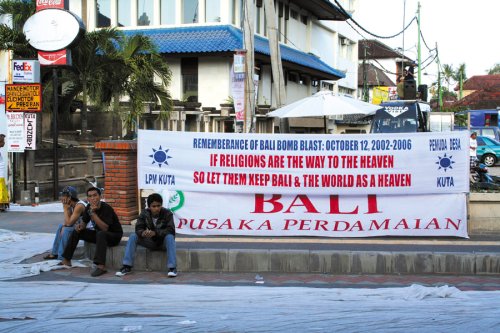 Coca-Cola
FedEx
REMEMBERANCE OF BALI BOMB BLAST: OCTOBER 12, 2002-2006
IF RELIGIONS ARE THE WAY TO THE HEAVEN
SO LET THEM KEEP BALI & THE WORLD AS A HEAVEN
LPM-KUTA
PEMUDA DESA
KUTA
BALI
PUSAKA PERDAMAIAN